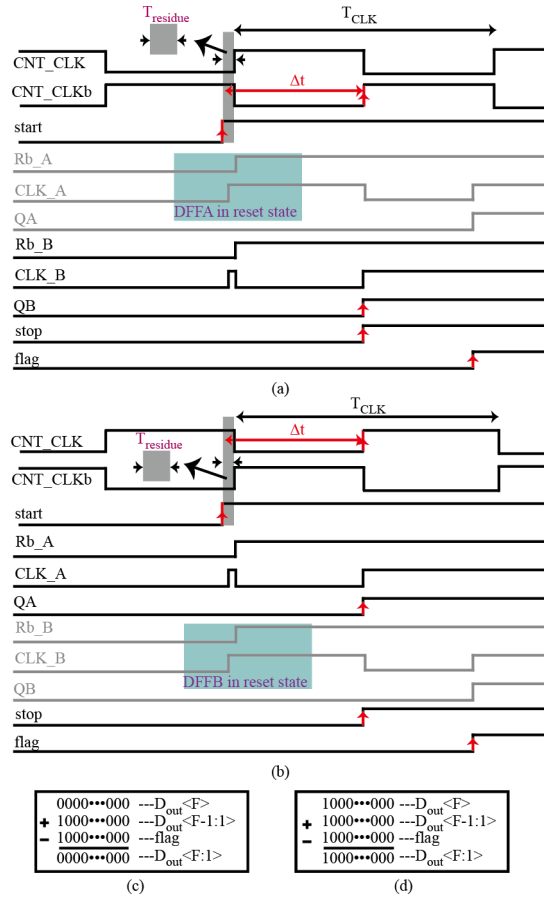 T_residue
T_CLK
CNT_CLK
CNT_CLKb
Δt
start
Rb_A
CLK_A
DFFA in reset state
QA
Rb_B
CLK_B
QB
stop
flag
(a)
T_CLK
CNT_CLK
T_residue
Δt
CNT_CLKb
start
Rb_A
CLK_A
QA
Rb_B
CLK_B
DFFB in reset state
QB
stop
flag
(b)
0000•••000 ---D_out<F>
+ 1000•••000 ---D_out<F-1:1>
− 1000•••000 ---flag
0000•••000 ---D_out<F:1>
(c)
1000•••000 ---D_out<F>
+ 1000•••000 ---D_out<F-1:1>
− 1000•••000 ---flag
1000•••000 ---D_out<F:1>
(d)